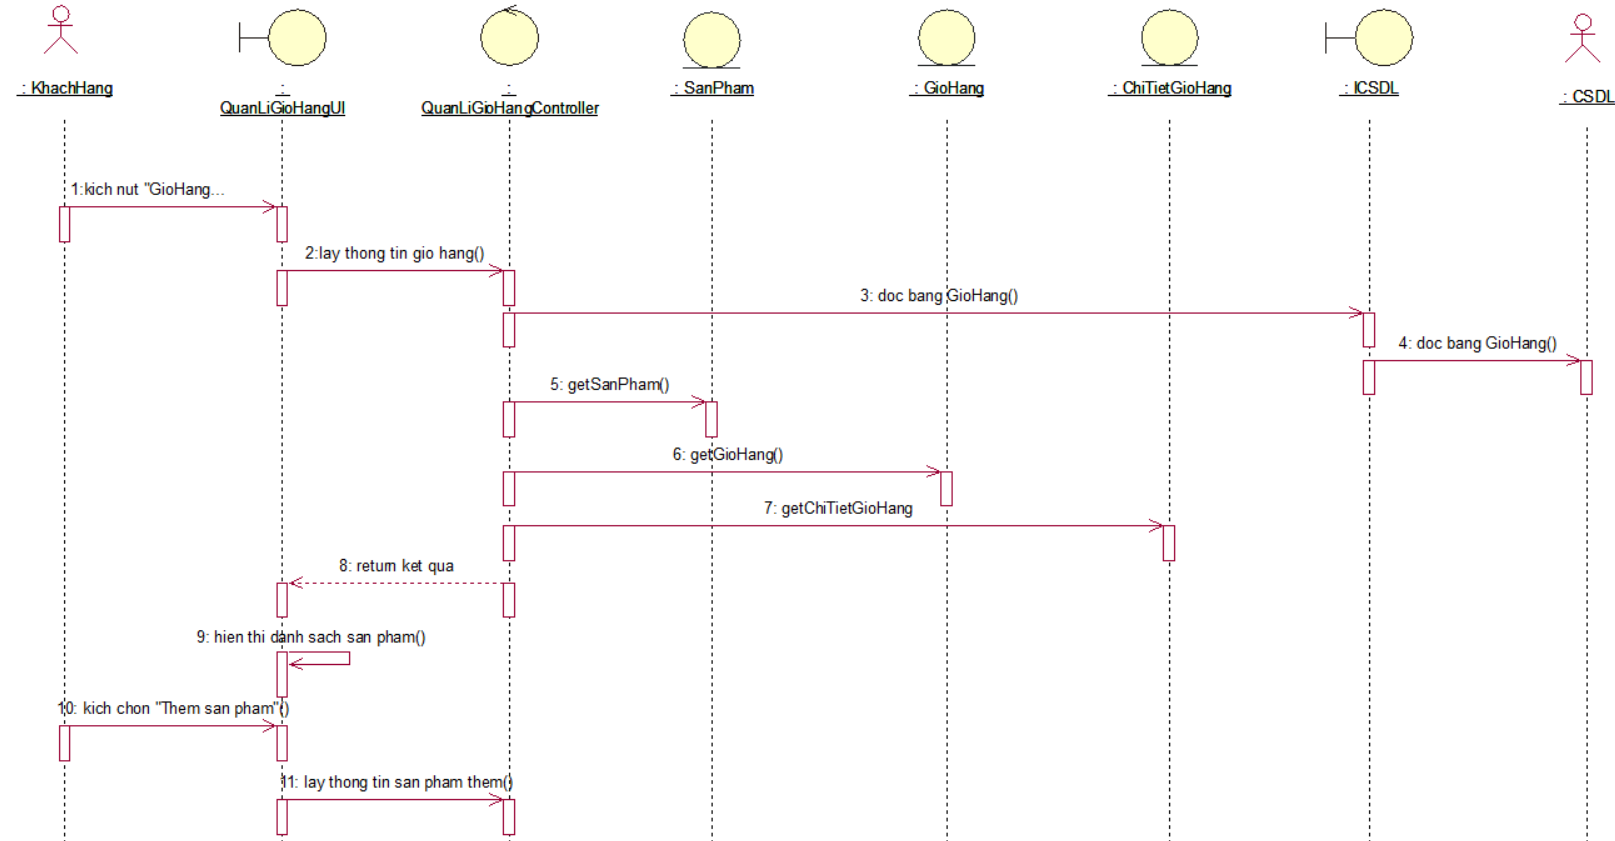 : KhachHang
:
QuanLiGioHangUI
:
QuanLiGioHangController
: SanPham
: GioHang
: ChiTietGioHang
: ICSDL
: CSDL
1:kich nut "GioHang...
2:lay thong tin gio hang()
3: doc bang GioHang()
4: doc bang GioHang()
5: getSanPham()
6: getGioHang()
7: getChiTietGioHang
8: return ket qua
9: hien thi danh sach san pham()
10: kich chon "Them san pham"()
11: lay thong tin san pham them()